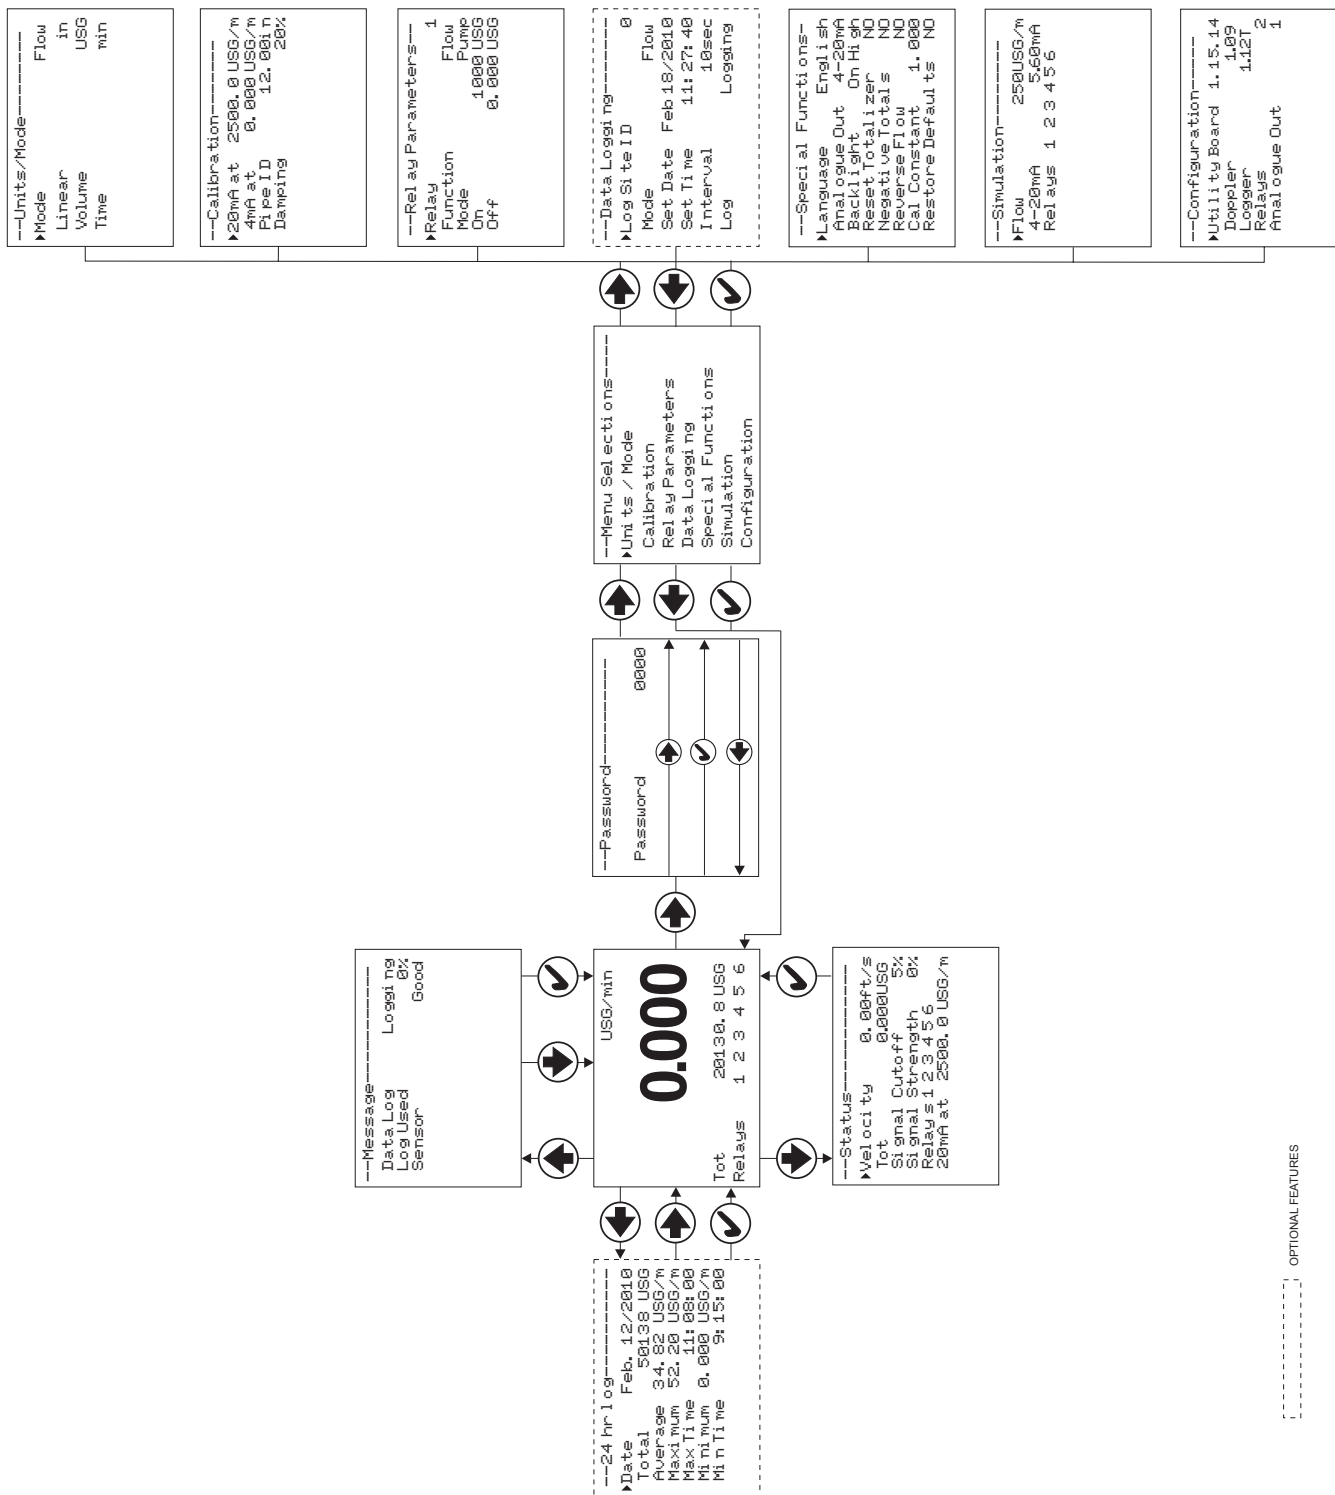 --Units/Mode---------
▶Mode Flow
Linear in
Volume USG
Time min
--Calibration--------
▶20mA at 2500.0 USG/m
4mA at 0.000 USG/m
Pipe ID 12.00in
Damping 20%
--Relay Parameters--
▶Relay 1
Function Flow
Mode Pump
On 1000 USG
Off 0.000 USG
--Data Logging-------
▶Log Site ID 0
Mode Flow
Set Date Feb 18/2010
Set Time 11:27:40
Interval 10sec
Log Logging
--Special Functions-
▶Language English
Analogue Out 4-20mA
Backlight On High
Reset Totalizer NO
Negative Totals NO
Reverse Flow NO
Cal Constant 1.000
Restore Defaults NO
--Simulation---------
▶Flow 250USG/m
4-20mA 5.60mA
Relays 1 2 3 4 5 6
--Configuration-----
▶Utility Board 1.15.14
Doppler 1.09
Logger 1.12T
Relays 2
Analogue Out 1
--Menu Selections-----
▶Units / Mode
Calibration
Relay Parameters
Data Logging
Special Functions
Simulation
Configuration
--Password-----------
Password 0000
--Message------------
Data Log Logging
Log Used 0%
Sensor Good
USG/min
0.000
Tot 20130.8 USG
Relays 1 2 3 4 5 6
--Status-------------
▶Velocity 0.00ft/s
Tot 0.000USG
Signal Cutoff 5%
Signal Strength 0%
Relays 1 2 3 4 5 6
20mA at 2500.0 USG/m
--24 hr log----------
▶Date Feb. 12/2010
Total 50138 USG
Average 34.82 USG/m
Maximum 52.20 USG/m
Max Time 11:08:00
Minimum 0.000 USG/m
Min Time 9:15:00
OPTIONAL FEATURES